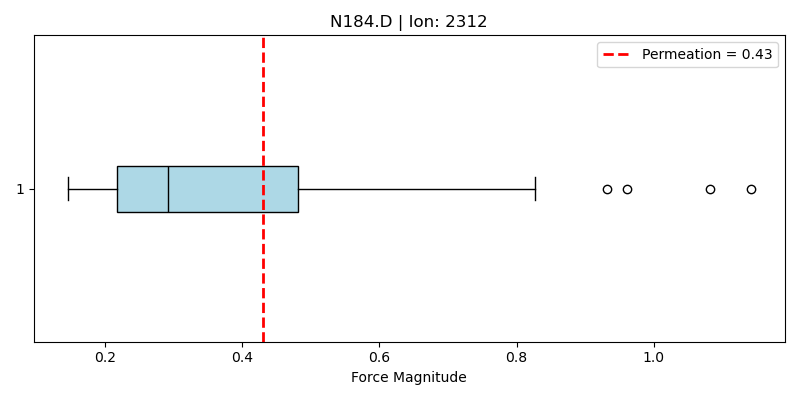 N184.D | Ion: 2312
Permeation = 0.43
1
0.2 0.4 0.6 0.8 1.0
Force Magnitude